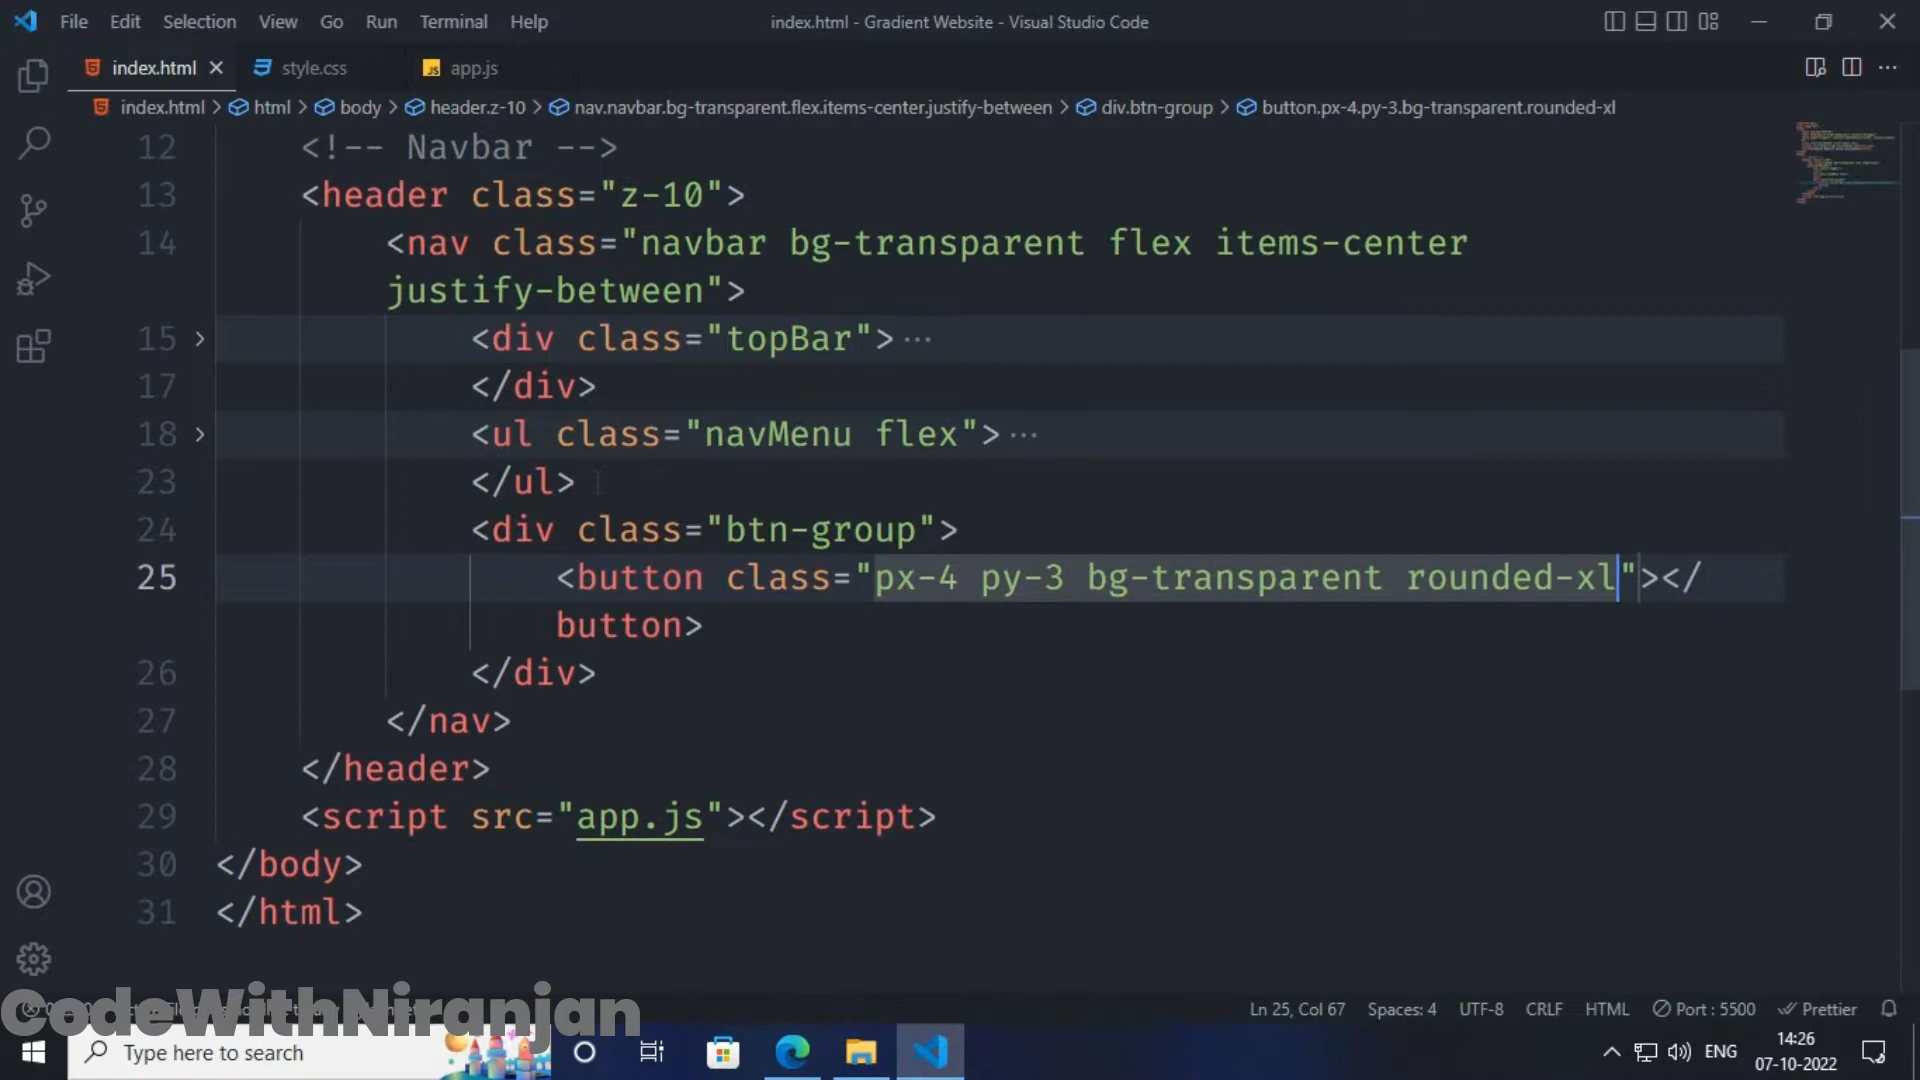 File Edit Selection View Go Run Terminal Help
index.html - Gradient Website - Visual Studio Code
index.html style.css app.js
index.html > html > body > header.z-10 > nav.navbar.bg-transparent.flex.items-center.justify-between > div.btn-group > button.px-4.py-3.bg-transparent.rounded-xl
12 <!-- Navbar -->
13 <header class="z-10">
14 <nav class="navbar bg-transparent flex items-center
justify-between">
15 <div class="topBar">···
17 </div>
18 <ul class="navMenu flex">···
23 </ul>
24 <div class="btn-group">
25 <button class="px-4 py-3 bg-transparent rounded-xl"></
button>
26 </div>
27 </nav>
28 </header>
29 <script src="app.js"></script>
30 </body>
31 </html>
CodeWithNiranjan
Ln 25, Col 67 Spaces: 4 UTF-8 CRLF HTML Port : 5500 Prettier
Type here to search
ENG
14:26
07-10-2022